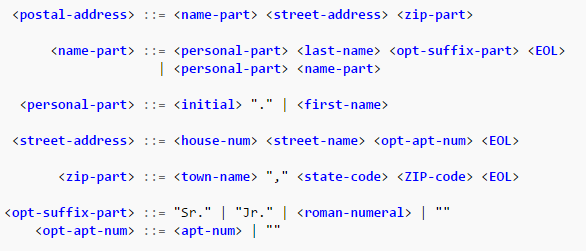 <postal-address> ::= <name-part> <street-address> <zip-part>
<name-part> ::= <personal-part> <last-name> <opt-suffix-part> <EOL>
| <personal-part> <name-part>
<personal-part> ::= <initial> "." | <first-name>
<street-address> ::= <house-num> <street-name> <opt-apt-num> <EOL>
<zip-part> ::= <town-name> "," <state-code> <ZIP-code> <EOL>
<opt-suffix-part> ::= "Sr." | "Jr." | <roman-numeral> | ""
<opt-apt-num> ::= <apt-num> | ""